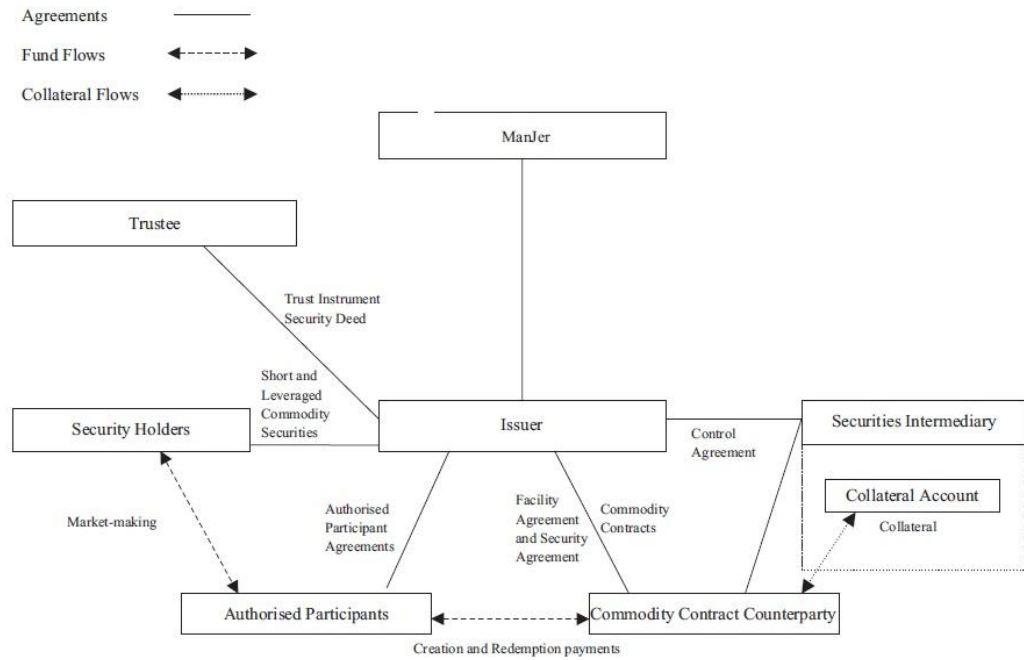 Agreements
Fund Flows
Collateral Flows
ManJer
Trustee
Trust Instrument
Security Deed
Short and
Leveraged
Commodity
Securities
Security Holders
Issuer
Control
Agreement
Securities Intermediary
Collateral Account
Collateral
Market-making
Authorised
Participant
Agreements
Facility
Agreement
and Security
Agreement
Commodity
Contracts
Authorised Participants
Commodity Contract Counterparty
Creation and Redemption payments